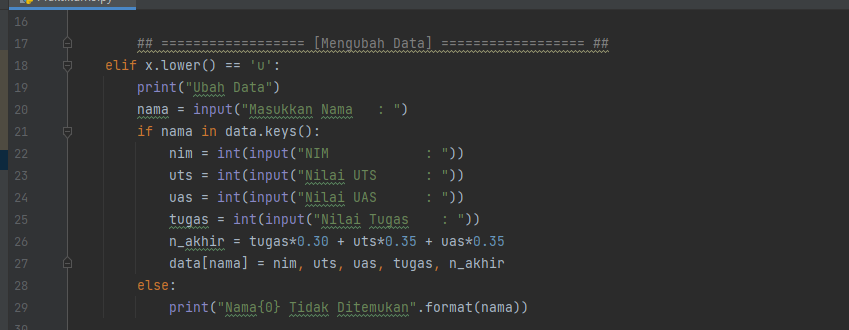 16
17 ## ================== [Mengubah Data] ================== ##
18 elif x.lower() == 'u':
19 print("Ubah Data")
20 nama = input("Masukkan Nama   : ")
21 if nama in data.keys():
22 nim = int(input("NIM            : "))
23 uts = int(input("Nilai UTS      : "))
24 uas = int(input("Nilai UAS      : "))
25 tugas = int(input("Nilai Tugas    : "))
26 n_akhir = tugas*0.30 + uts*0.35 + uas*0.35
27 data[nama] = nim, uts, uas, tugas, n_akhir
28 else:
29 print("Nama{0} Tidak Ditemukan".format(nama))